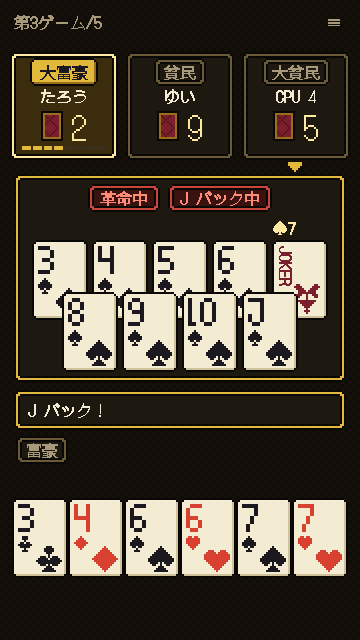 第3ゲーム/5
大富豪
たろう
2
貧民
ゆい
9
大貧民
CPU 4
5
革命中
Jバック中
♠7
3 4 5 6 JOKER
8 9 10 J
Jバック！
富豪
3 4 6 6 7 7